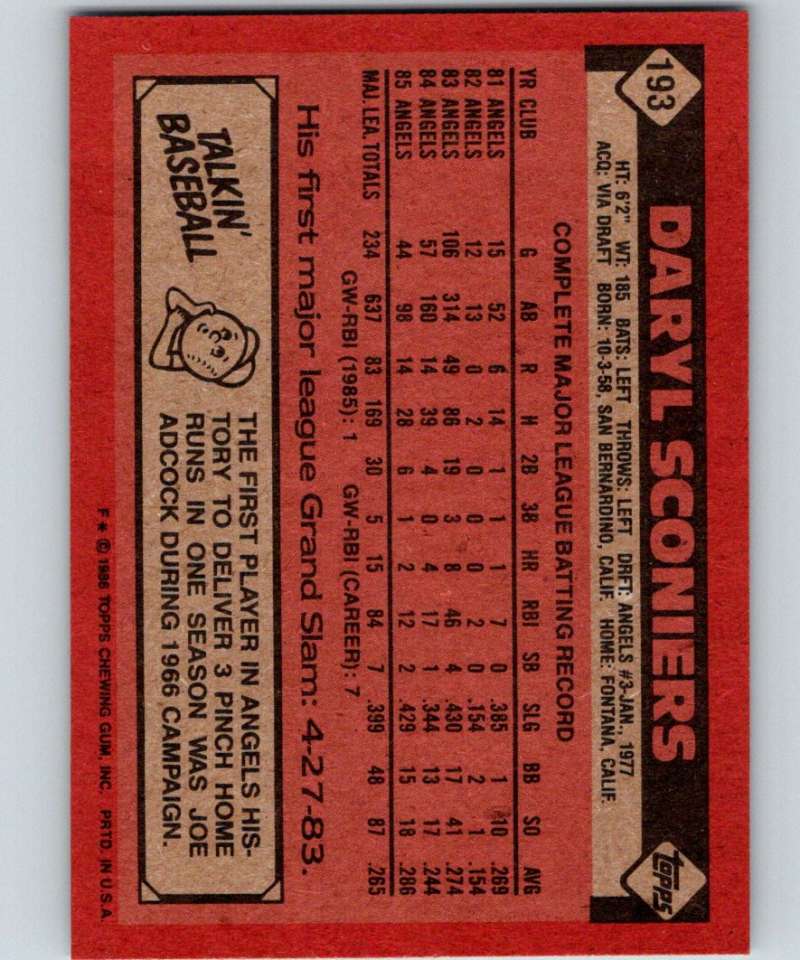 193
DARYL SCONIERS
topps
HT: 6'2" WT: 185 BATS: LEFT THROWS: LEFT DRFT: ANGELS #3-JAN., 1977
ACQ: VIA DRAFT BORN: 10-3-58, SAN BERNARDINO, CALIF. HOME: FONTANA, CALIF.
COMPLETE MAJOR LEAGUE BATTING RECORD
YR CLUB G AB R H 2B 3B HR RBI SB SLG BB SO AVG
81 ANGELS 15 52 6 14 1 1 1 7 0 .385 1 10 .269
82 ANGELS 12 13 0 2 0 0 0 2 0 .154 2 1 .154
83 ANGELS 106 314 49 86 19 3 8 46 4 .430 17 41 .274
84 ANGELS 57 160 14 39 4 0 4 17 1 .344 13 17 .244
85 ANGELS 44 98 14 28 6 1 2 12 2 .429 15 18 .286
MAJ. LEA. TOTALS 234 637 83 169 30 5 15 84 7 .399 48 87 .265
GW-RBI (1985): 1 GW-RBI (CAREER): 7
His first major league Grand Slam: 4-27-83.
TALKIN'
BASEBALL
THE FIRST PLAYER IN ANGELS HIS-
TORY TO DELIVER 3 PINCH HOME
RUNS IN ONE SEASON WAS JOE
ADCOCK DURING 1966 CAMPAIGN.
F * © 1986 TOPPS CHEWING GUM, INC. PRTD. IN U.S.A.